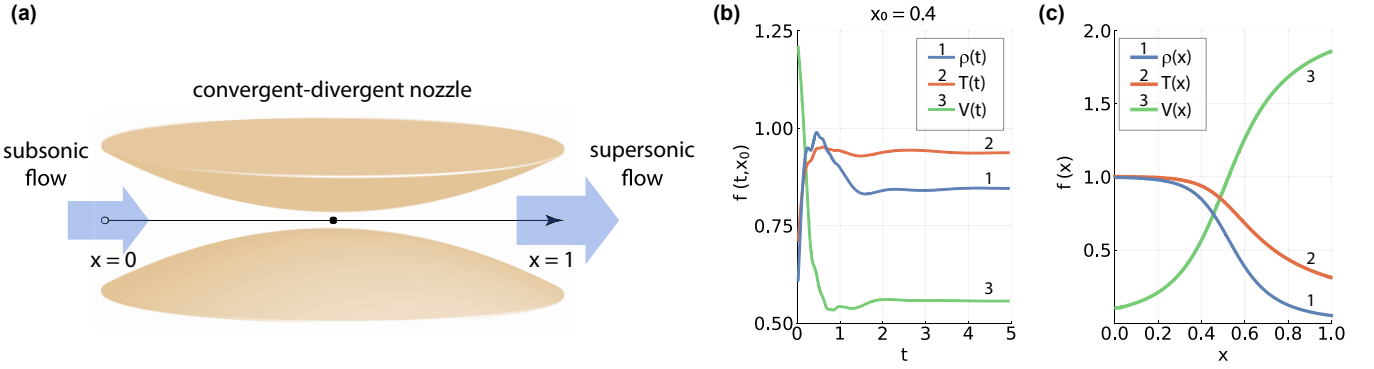 (a)
convergent-divergent nozzle
subsonic
flow
supersonic
flow
x = 0
x = 1
(b)
x₀ = 0.4
1.25
1.00
0.75
0.50
f (t,x₀)
1 ρ(t)
2 T(t)
3 V(t)
2
1
3
0 1 2 3 4 5
t
(c)
2.0
1.5
1.0
0.5
f (x)
1 ρ(x)
2 T(x)
3 V(x)
3
2
1
0.0 0.2 0.4 0.6 0.8 1.0
x